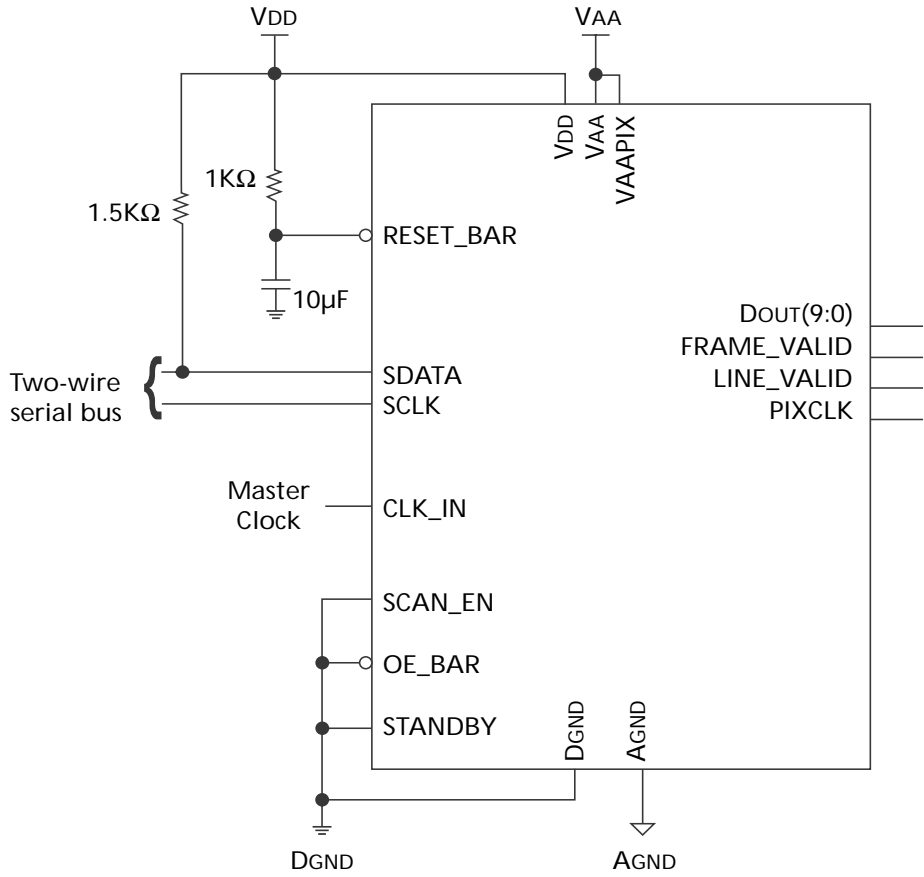 VDD
VAA
VDD
VAA
VAAPIX
1KΩ
1.5KΩ
RESET_BAR
10µF
DOUT(9:0)
FRAME_VALID
LINE_VALID
PIXCLK
Two-wire
serial bus
SDATA
SCLK
Master
Clock
CLK_IN
SCAN_EN
OE_BAR
STANDBY
DGND
AGND
DGND
AGND